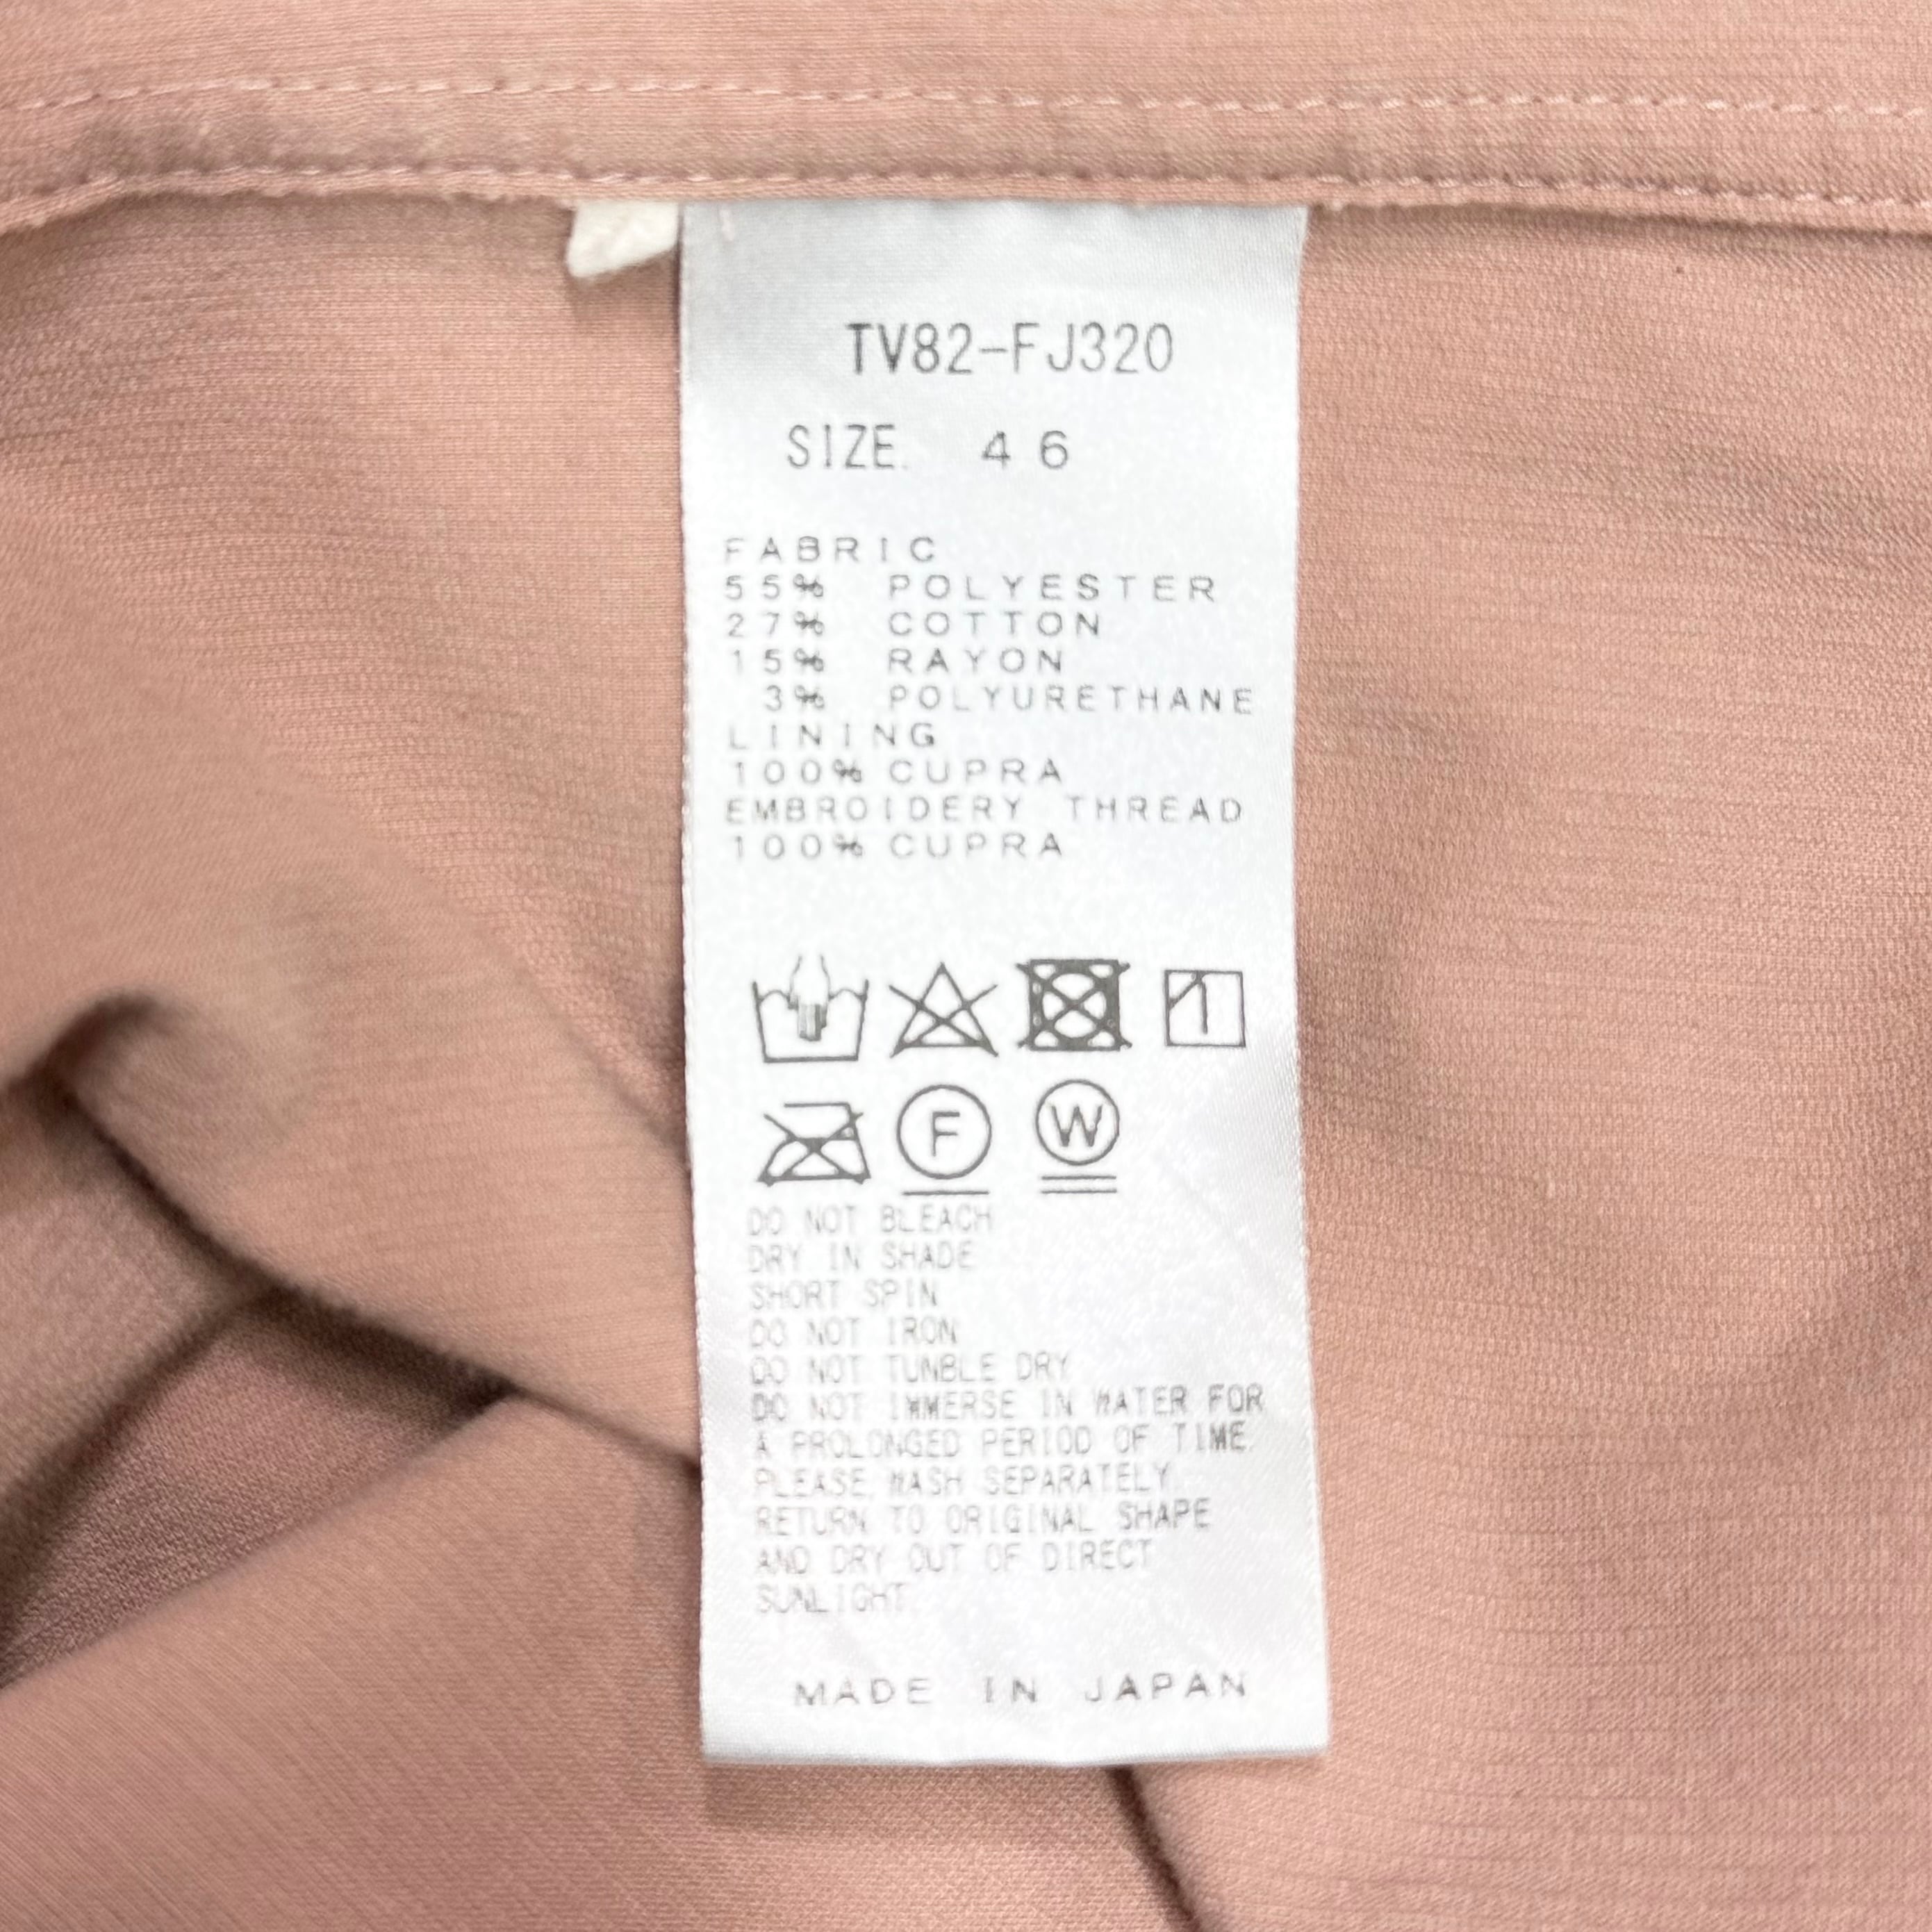 TV82-FJ320
SIZE. 46
FABRIC
55% POLYESTER
27% COTTON
15% RAYON
3% POLYURETHANE
LINING
100% CUPRA
EMBROIDERY THREAD
100% CUPRA
F W
DO NOT BLEACH
DRY IN SHADE
SHORT SPIN
DO NOT IRON
DO NOT TUNBLE DRY
DO NOT IMMERSE IN WATER FOR
A PROLONGED PERIOD OF TIME.
PLEASE WASH SEPARATELY.
RETURN TO ORIGINAL SHAPE
AND DRY OUT OF DIRECT
SUNLIGHT.
MADE IN JAPAN